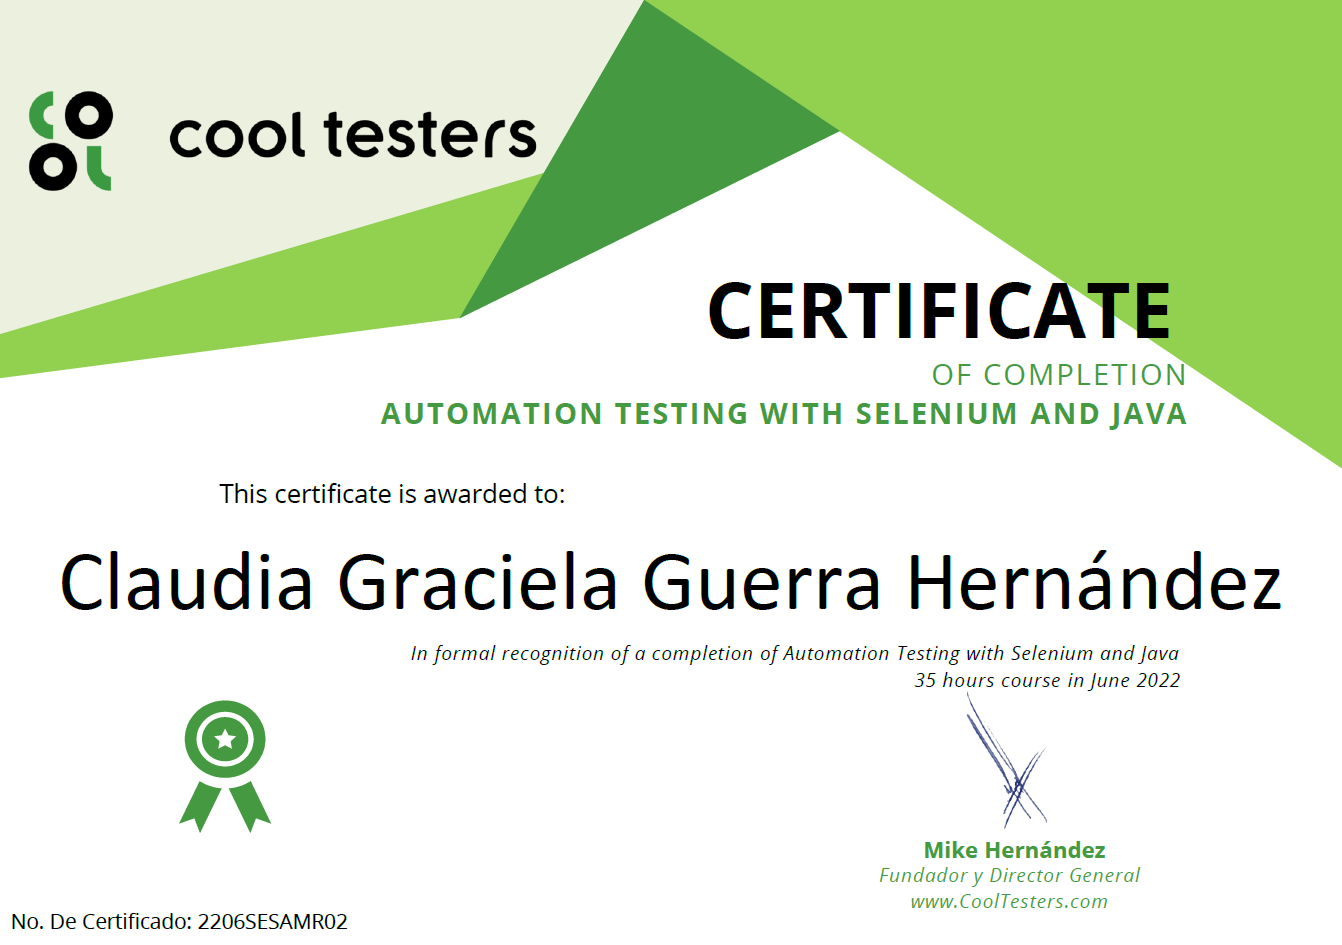 COOL
cool testers
CERTIFICATE
OF COMPLETION
AUTOMATION TESTING WITH SELENIUM AND JAVA
This certificate is awarded to:
Claudia Graciela Guerra Hernández
In formal recognition of a completion of Automation Testing with Selenium and Java
35 hours course in June 2022
Mike Hernández
Fundador y Director General
www.CoolTesters.com
No. De Certificado: 2206SESAMR02